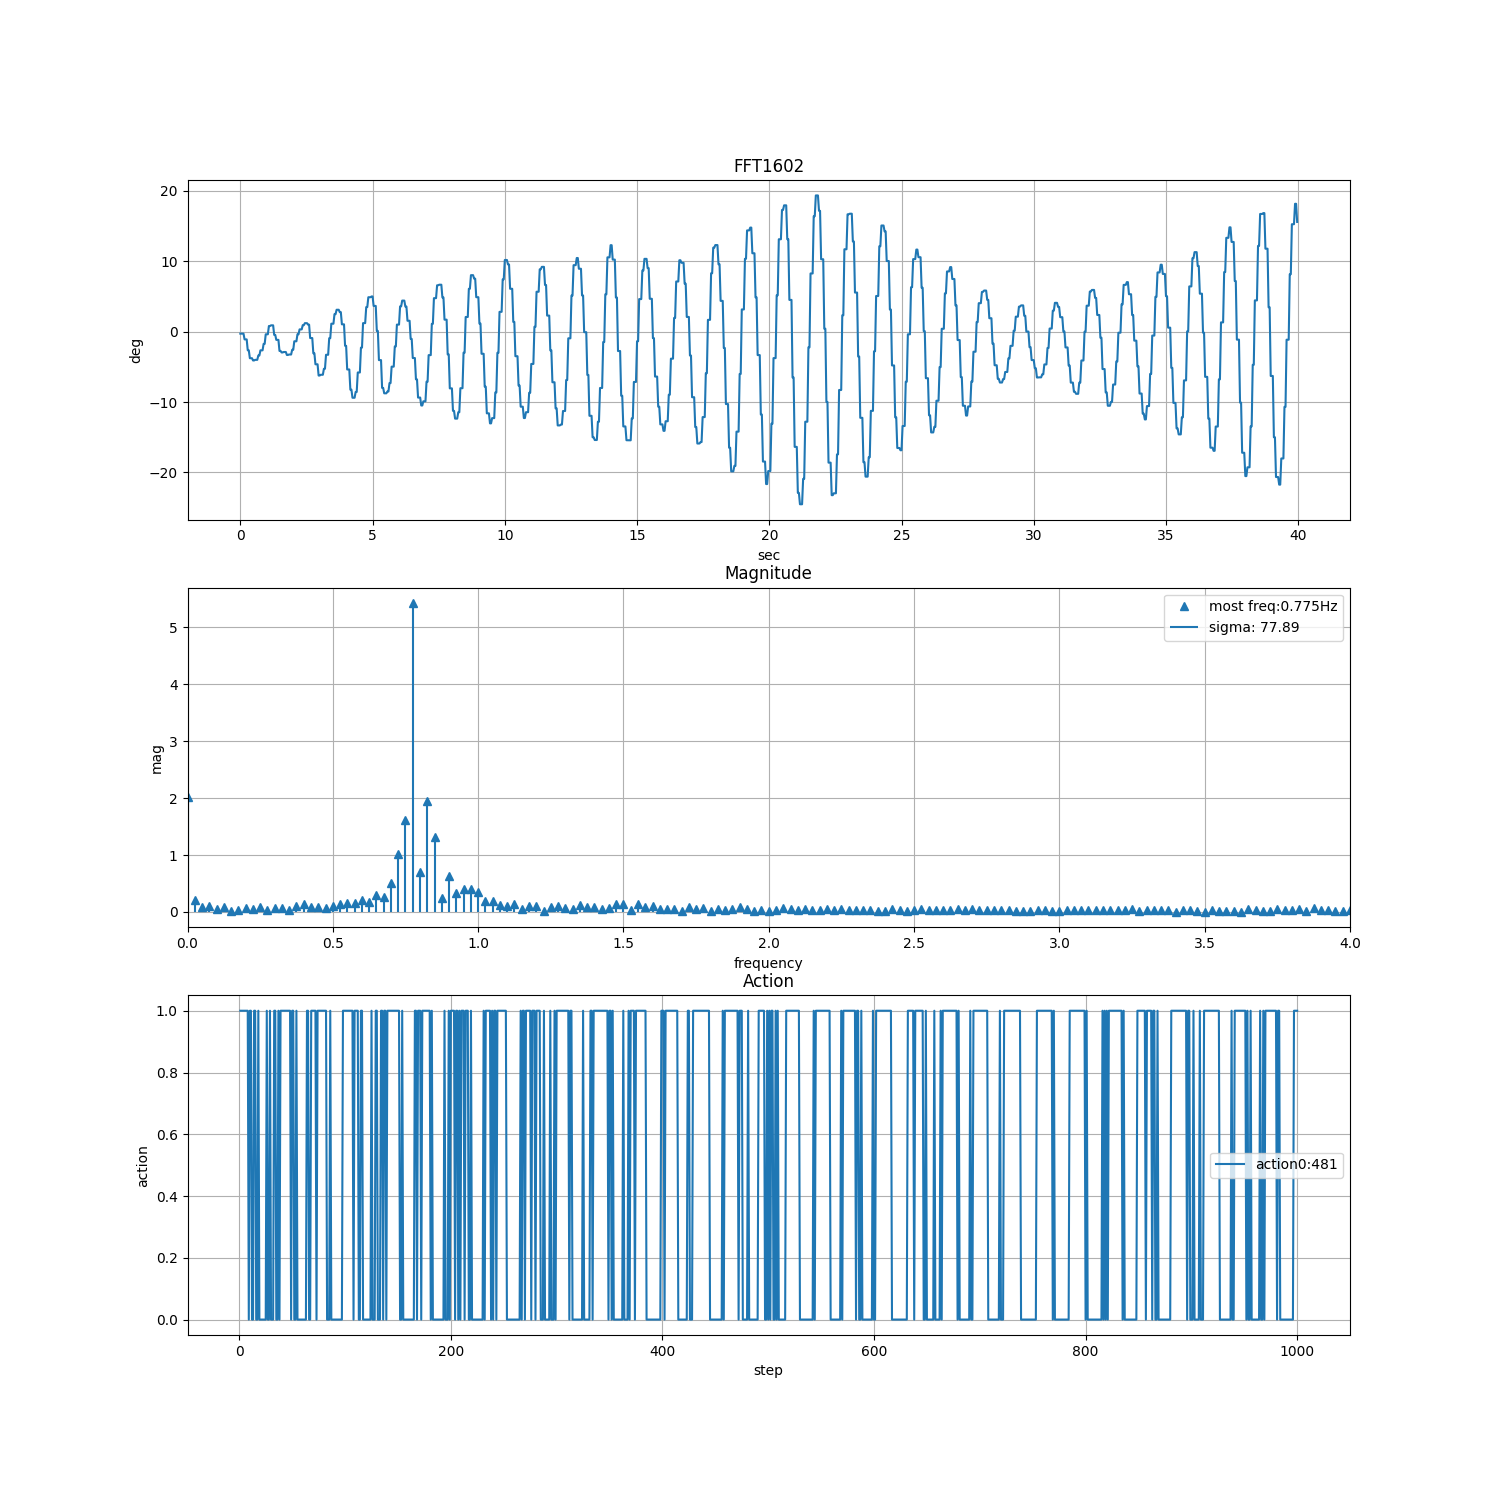 FFT1602
20
10
0
−10
−20
deg
0 5 10 15 20 25 30 35 40
sec
Magnitude
most freq:0.775Hz
sigma: 77.89
5
4
3
2
1
0
mag
0.0 0.5 1.0 1.5 2.0 2.5 3.0 3.5 4.0
frequency
Action
1.0
0.8
0.6
0.4
0.2
0.0
action
action0:481
0 200 400 600 800 1000
step